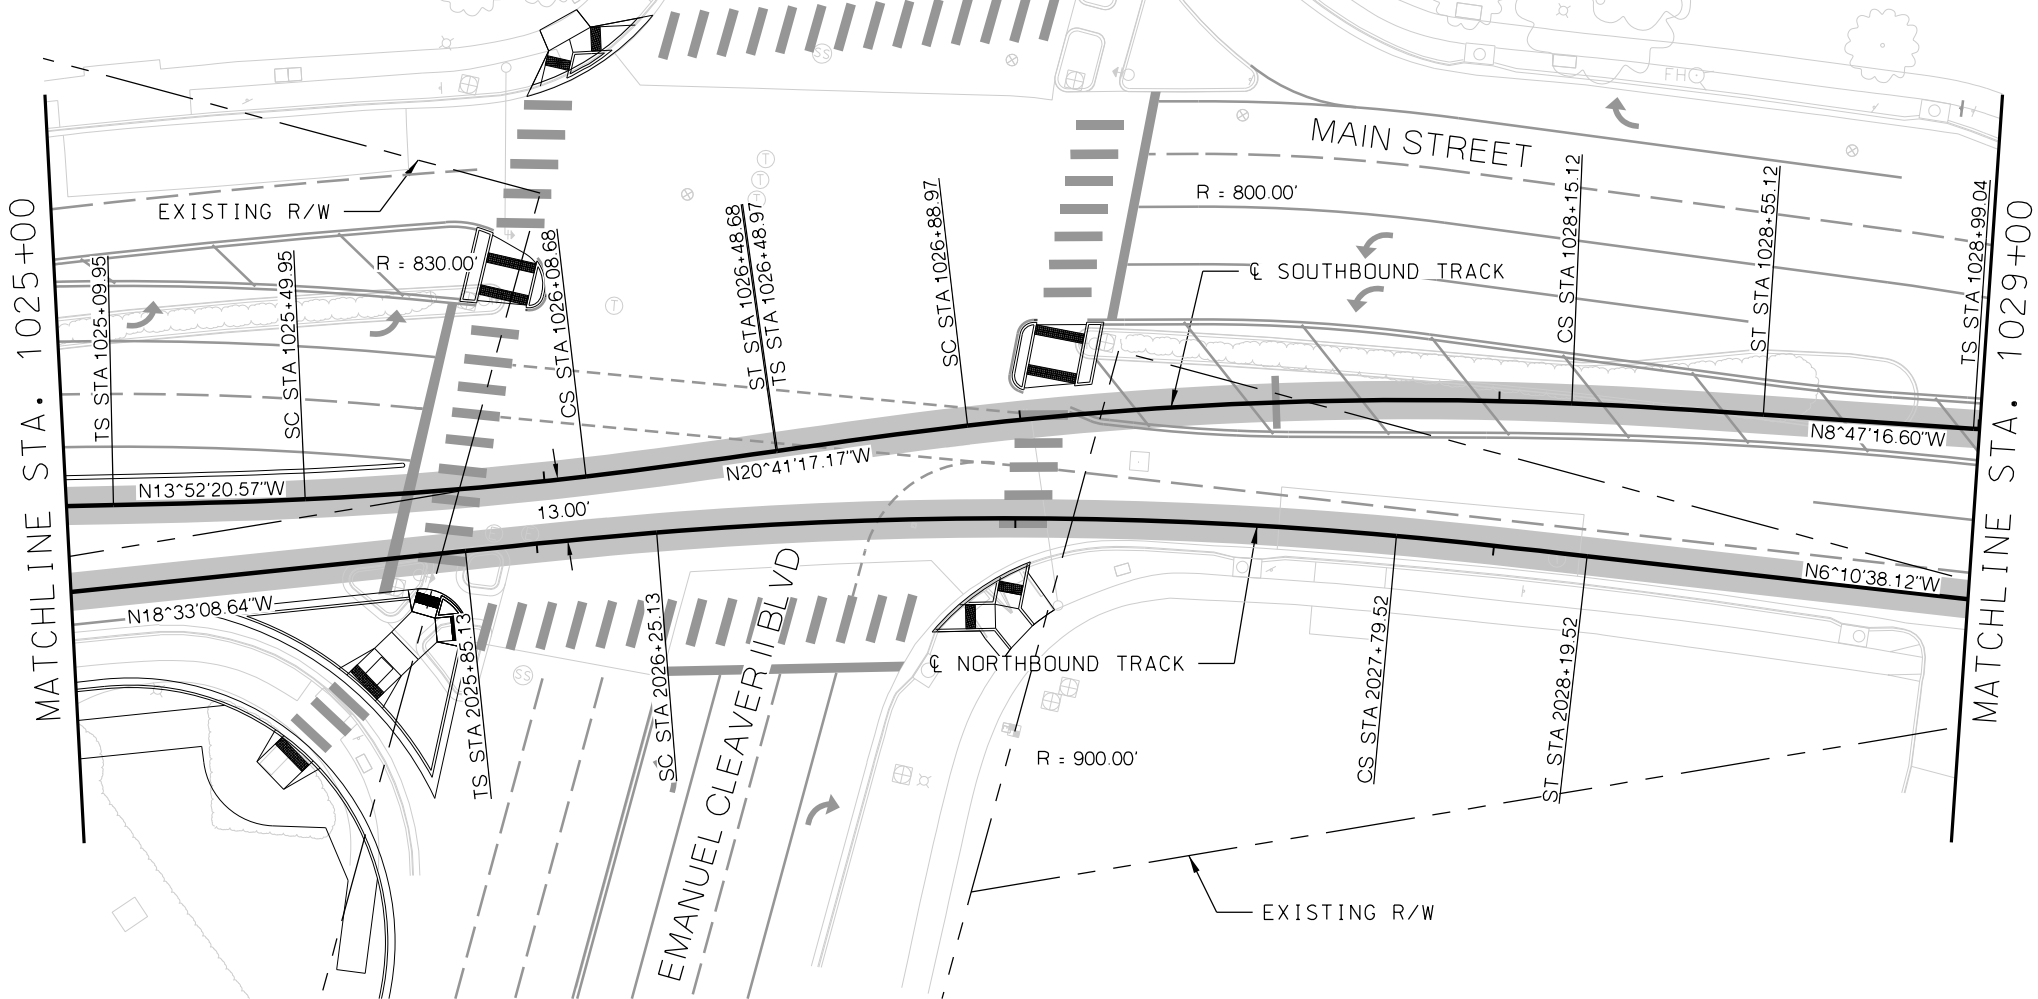 MATCHLINE STA. 1025+00
EXISTING R/W
R = 830.00'
TS STA 1025+09.95
SC STA 1025+49.95
CS STA 1026+08.68
ST STA 1026+48.68
TS STA 1026+48.97
SC STA 1026+88.97
MAIN STREET
R = 800.00'
℄ SOUTHBOUND TRACK
CS STA 1028+15.12
ST STA 1028+55.12
TS STA 1028+99.04
MATCHLINE STA. 1029+00
SS
T
T
T
T
FH
N13^52'20.57"W
N20^41'17.17"W
N8^47'16.60"W
13.00'
N18^33'08.64"W
N6^10'38.12"W
TS STA 2025+85.13
SC STA 2026+25.13
SS
EMANUEL CLEAVER II BLVD
℄ NORTHBOUND TRACK
R = 900.00'
CS STA 2027+79.52
ST STA 2028+19.52
EXISTING R/W